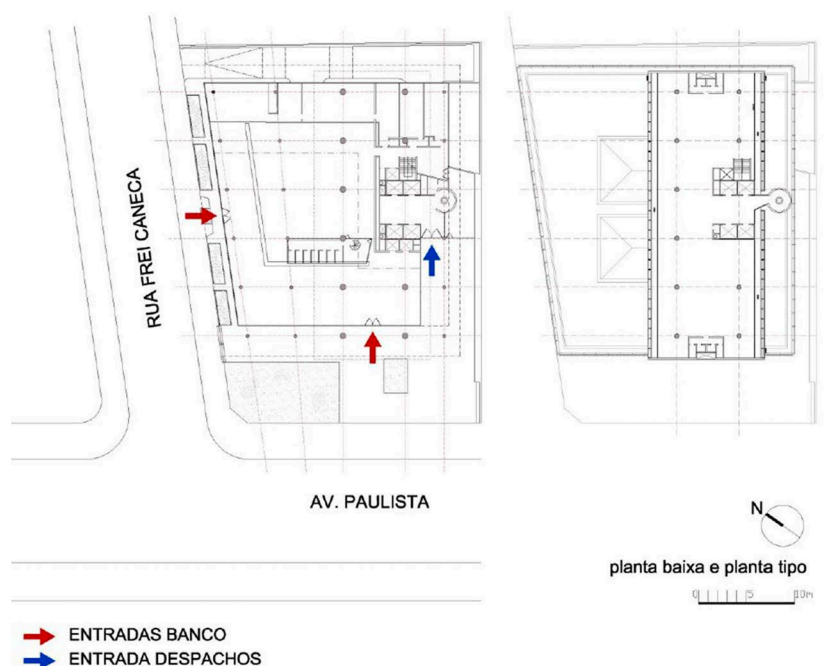 RUA FREI CANECA
AV. PAULISTA
N
planta baixa e planta tipo
0 5 10m
ENTRADAS BANCO
ENTRADA DESPACHOS